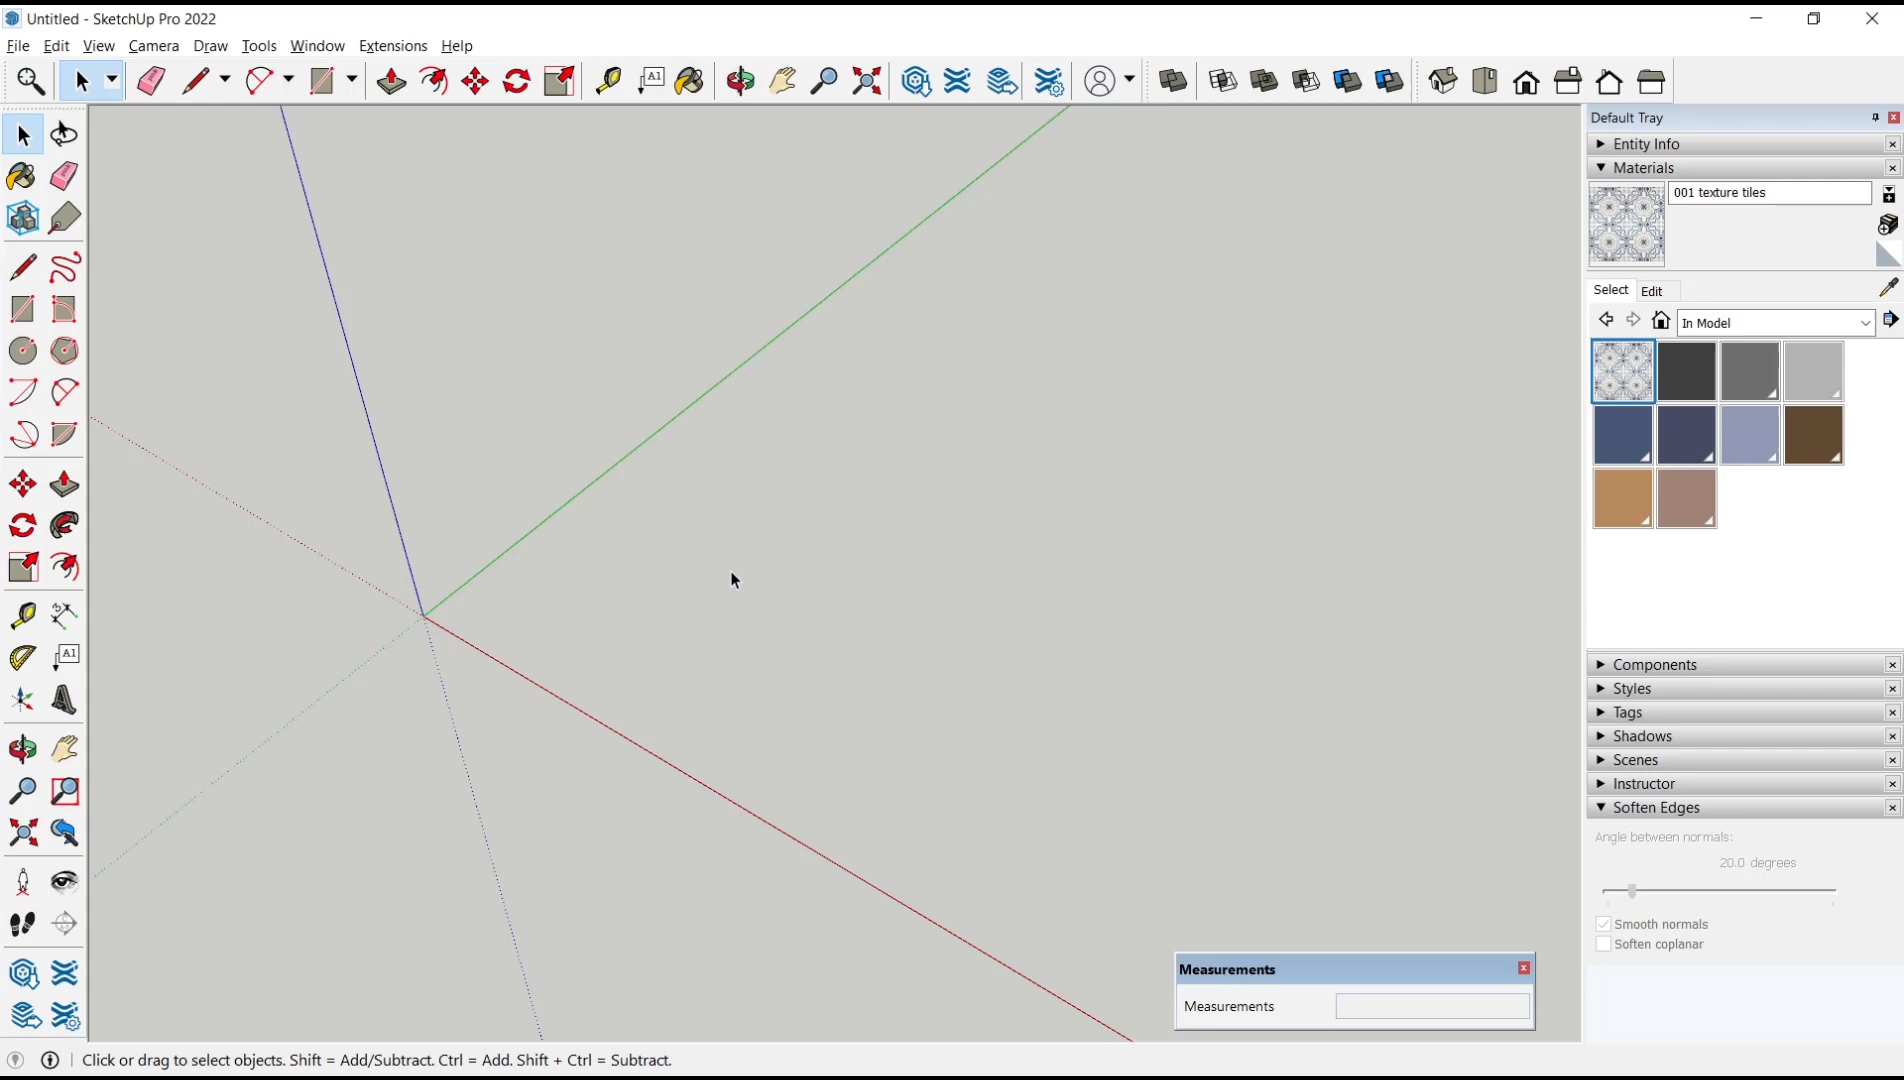 Untitled - SketchUp Pro 2022
File Edit View Camera Draw Tools Window Extensions Help
A1
Default Tray
Entity Info
Materials
001 texture tiles
Select Edit
In Model
A1
Components
Styles
Tags
Shadows
Scenes
Instructor
Soften Edges
Angle between normals:
20.0 degrees
Smooth normals
Soften coplanar
Measurements
Measurements
Click or drag to select objects. Shift = Add/Subtract. Ctrl = Add. Shift + Ctrl = Subtract.